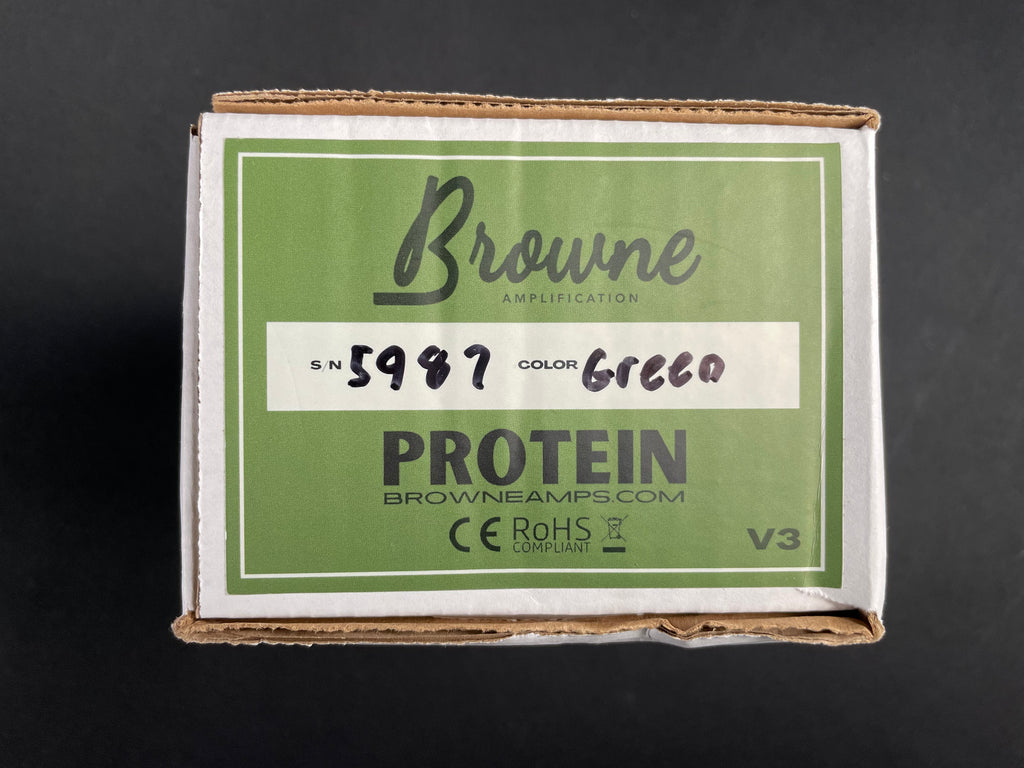 Browne
AMPLIFICATION
S/N 5987 COLOR Green
PROTEIN
BROWNEAMPS.COM
CE RoHS
COMPLIANT
V3